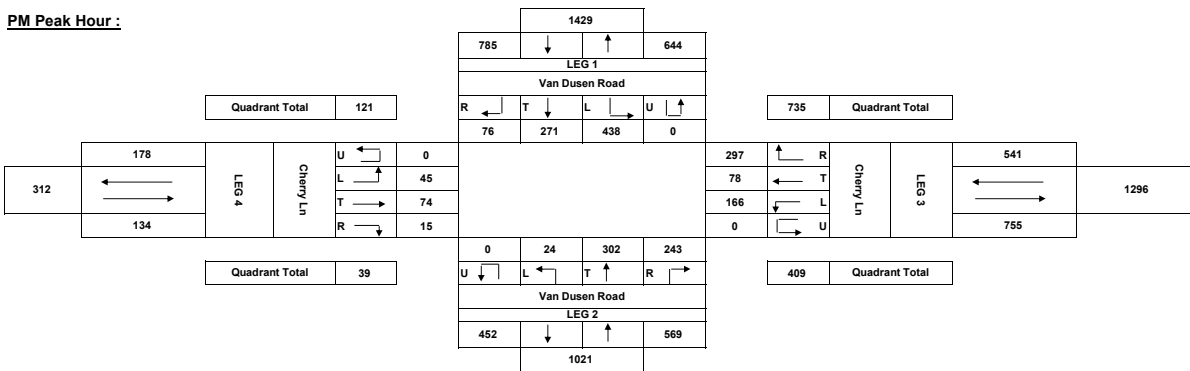 PM Peak Hour :
1429
785 644
LEG 1
Van Dusen Road
Quadrant Total 121
R T L U
735 Quadrant Total
76 271 438 0
178
U 0
297 R
541
312
LEG 4
Cherry Ln
L 45
78 T
Cherry Ln
LEG 3
1296
T 74
166 L
134
R 15
0 U
755
0 24 302 243
Quadrant Total 39
U L T R
409 Quadrant Total
Van Dusen Road
LEG 2
452 569
1021